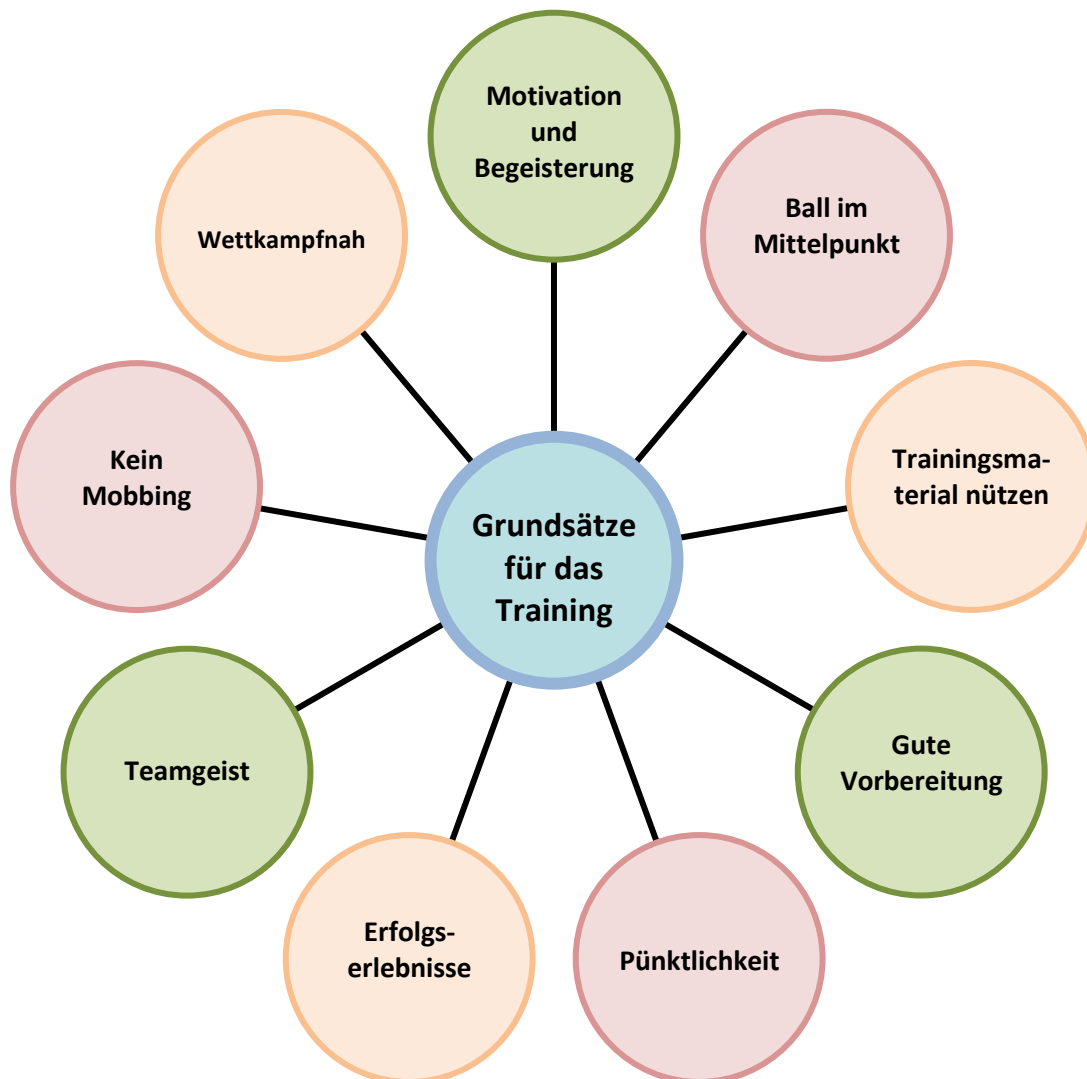 Motivation
und
Begeisterung
Ball im
Mittelpunkt
Wettkampfnah
Trainingsma-
terial nützen
Kein
Mobbing
Grundsätze
für das
Training
Gute
Vorbereitung
Teamgeist
Erfolgs-
erlebnisse
Pünktlichkeit